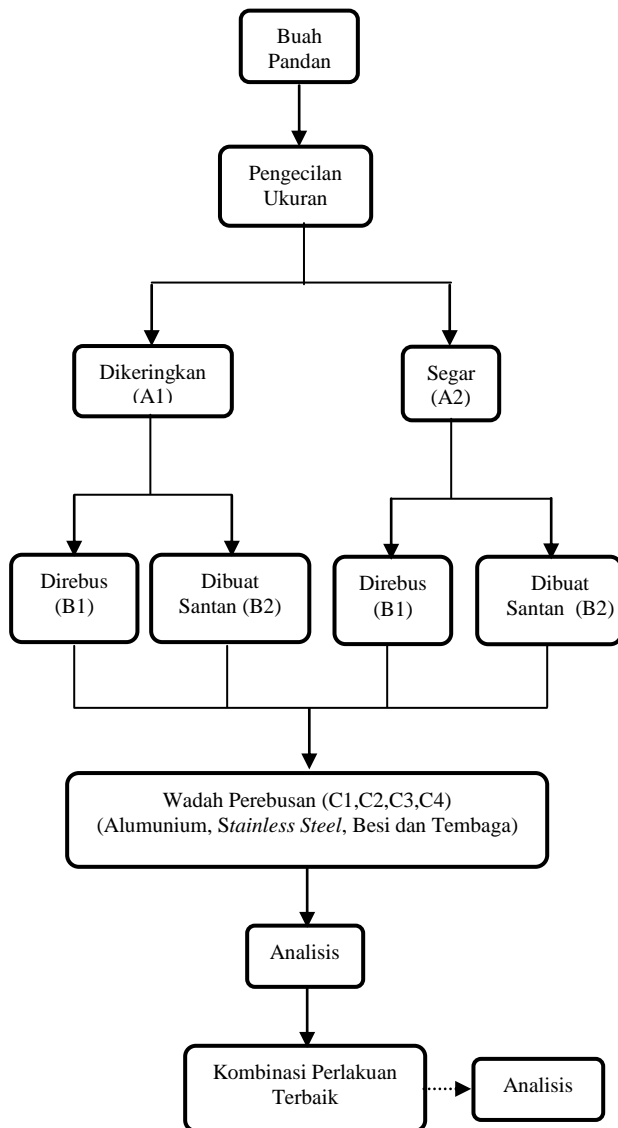 Buah
Pandan
Pengecilan
Ukuran
Dikeringkan
(A1)
Segar
(A2)
Direbus
(B1)
Dibuat
Santan (B2)
Direbus
(B1)
Dibuat
Santan (B2)
Wadah Perebusan (C1,C2,C3,C4)
(Alumunium, Stainless Steel, Besi dan Tembaga)
Analisis
Kombinasi Perlakuan
Terbaik
Analisis